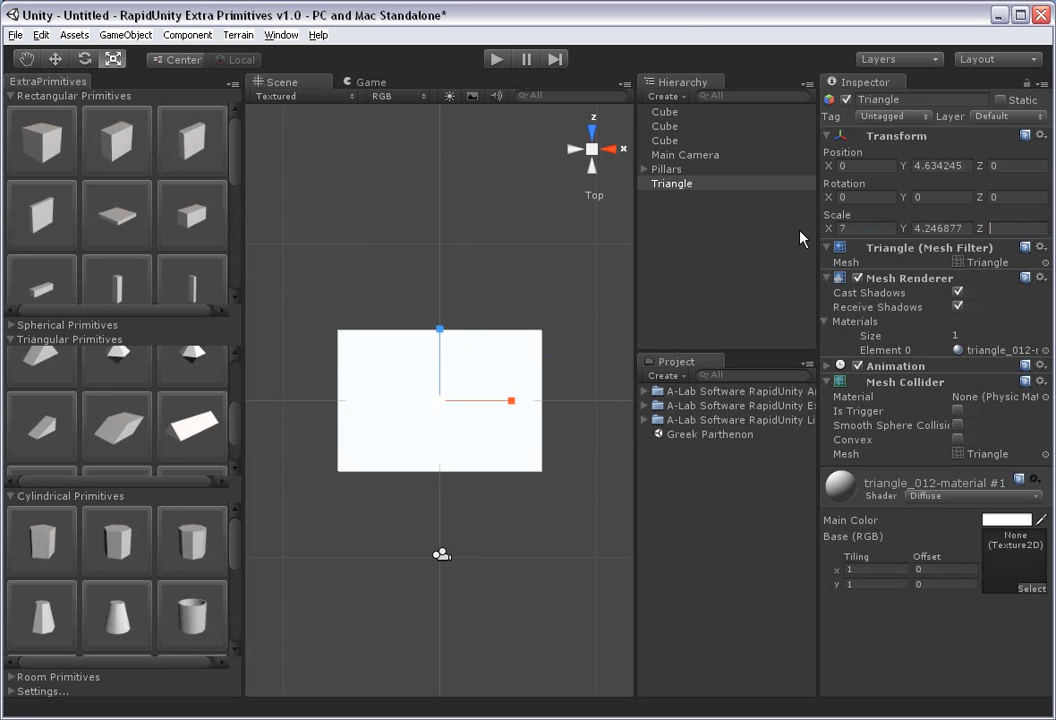 Unity - Untitled - RapidUnity Extra Primitives v1.0 - PC and Mac Standalone*
File Edit Assets GameObject Component Terrain Window Help
Center Local Layers Layout
ExtraPrimitives
Rectangular Primitives
Spherical Primitives
Triangular Primitives
Cylindrical Primitives
Room Primitives
Settings...
Scene Game
Textured RGB All
z
x
Top
Hierarchy
Create All
Cube
Cube
Cube
Main Camera
Pillars
Triangle
Project
Create All
A-Lab Software RapidUnity Ar
A-Lab Software RapidUnity Ex
A-Lab Software RapidUnity Li
Greek Parthenon
Inspector
Triangle Static
Tag Untagged Layer Default
Transform
Position
X 0 Y 4.634245 Z 0
Rotation
X 0 Y 0 Z 0
Scale
X 7 Y 4.246877 Z
Triangle (Mesh Filter)
Mesh Triangle
Mesh Renderer
Cast Shadows
Receive Shadows
Materials
Size 1
Element 0 triangle_012-r
Animation
Mesh Collider
Material None (Physic Mat
Is Trigger
Smooth Sphere Collisi
Convex
Mesh Triangle
triangle_012-material #1
Shader Diffuse
Main Color
Base (RGB)
None
(Texture2D)
Tiling Offset
x 1 0
y 1 0
Select